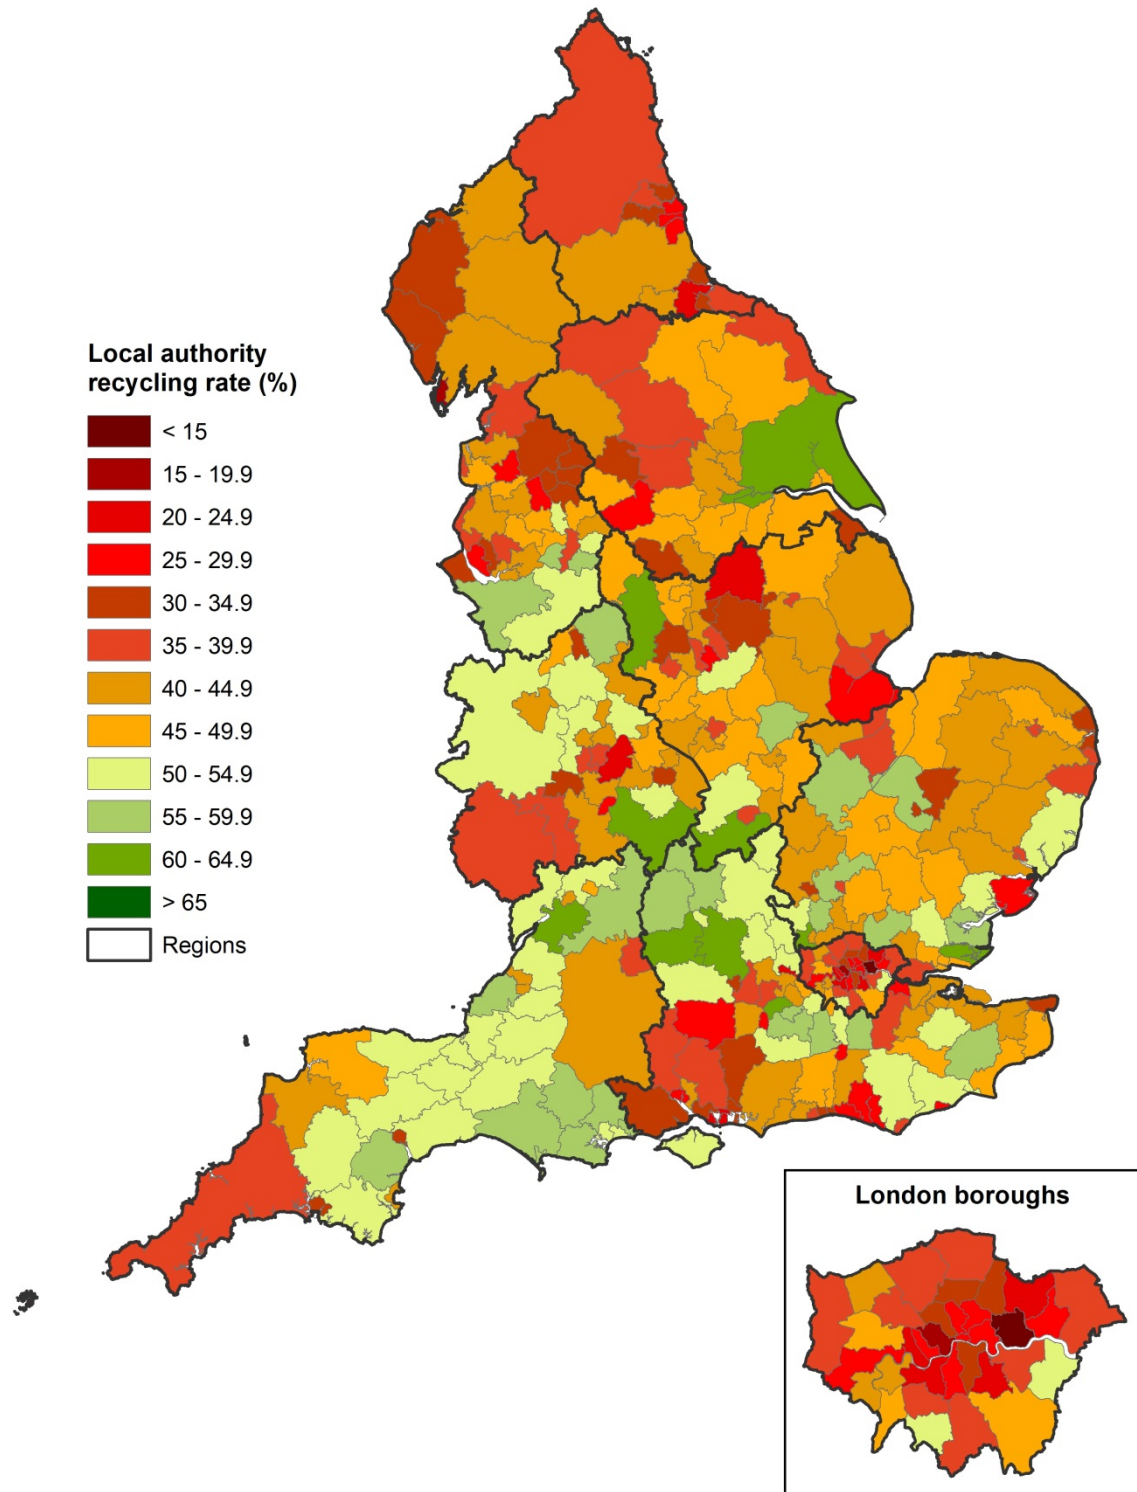 Local authority
recycling rate (%)
< 15
15 - 19.9
20 - 24.9
25 - 29.9
30 - 34.9
35 - 39.9
40 - 44.9
45 - 49.9
50 - 54.9
55 - 59.9
60 - 64.9
> 65
Regions
London boroughs